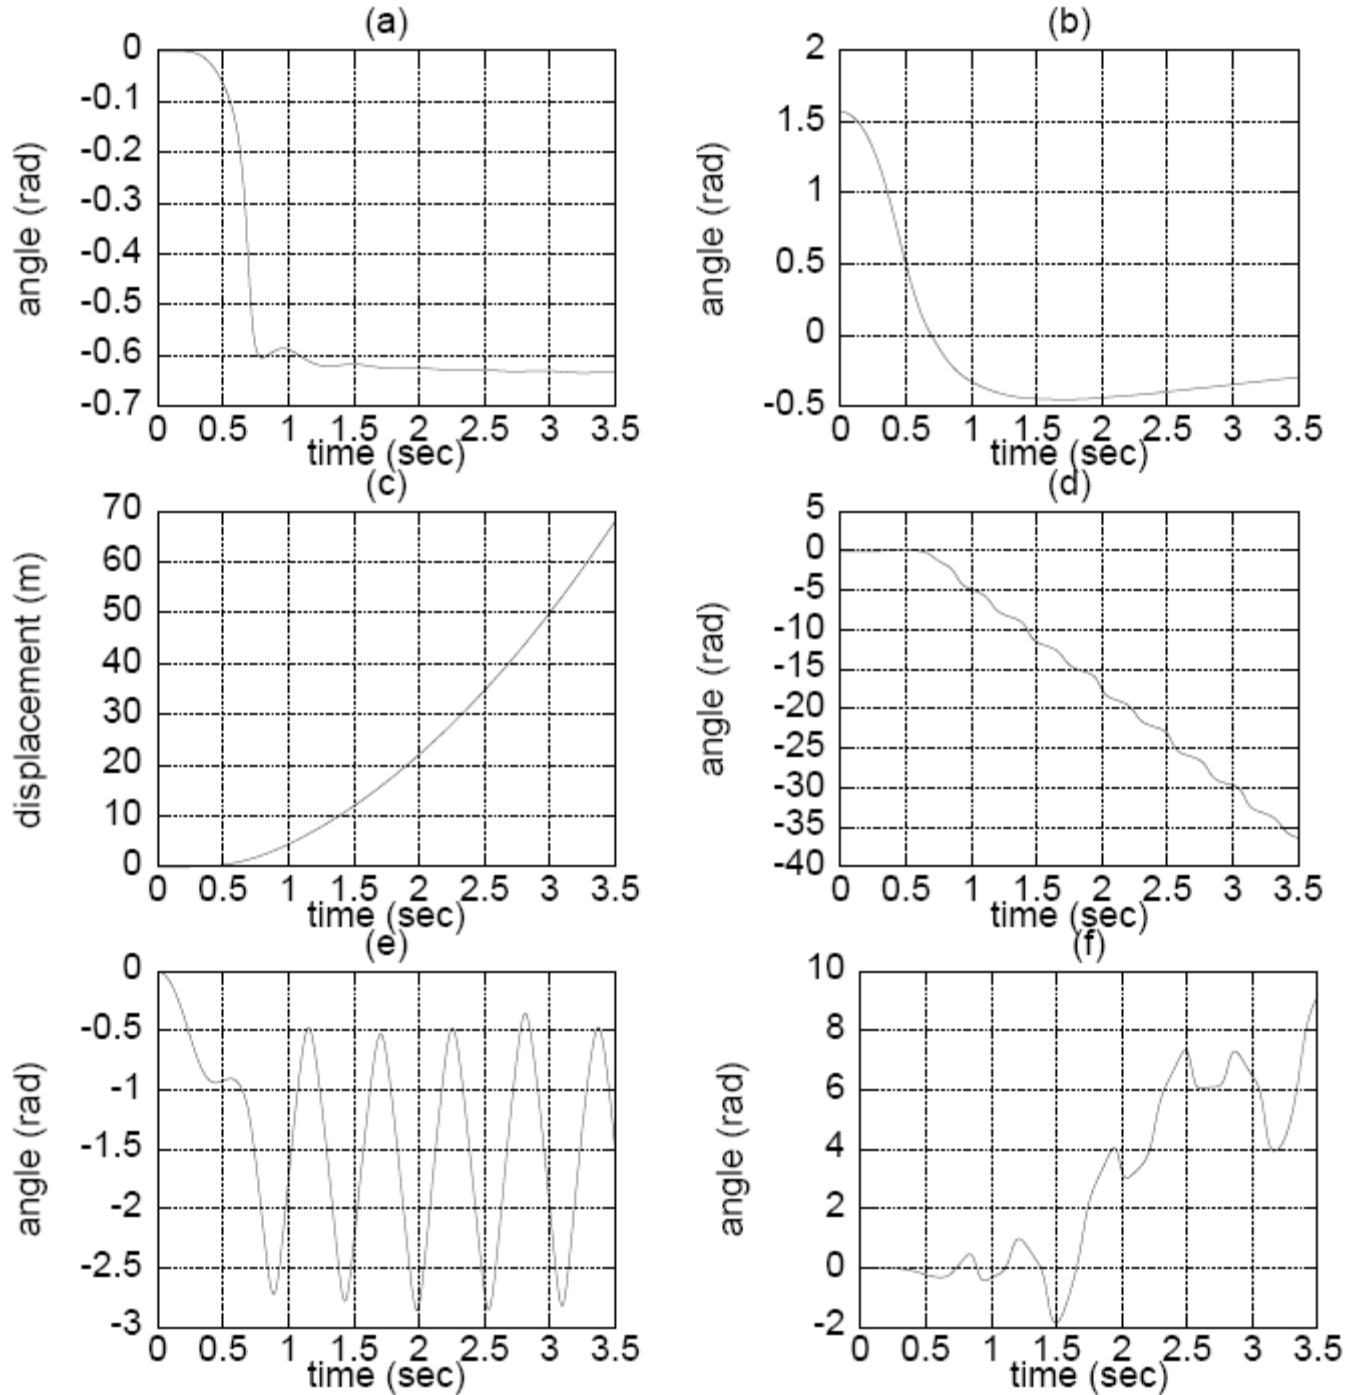 (a)
0
-0.1
-0.2
-0.3
-0.4
-0.5
-0.6
-0.7
angle (rad)
0 0.5 1 1.5 2 2.5 3 3.5
time (sec)
(b)
2
1.5
1
0.5
0
-0.5
angle (rad)
0 0.5 1 1.5 2 2.5 3 3.5
time (sec)
(c)
70
60
50
40
30
20
10
0
displacement (m)
0 0.5 1 1.5 2 2.5 3 3.5
time (sec)
(d)
5
0
-5
-10
-15
-20
-25
-30
-35
-40
angle (rad)
0 0.5 1 1.5 2 2.5 3 3.5
time (sec)
(e)
0
-0.5
-1
-1.5
-2
-2.5
-3
angle (rad)
0 0.5 1 1.5 2 2.5 3 3.5
time (sec)
(f)
10
8
6
4
2
0
-2
angle (rad)
0 0.5 1 1.5 2 2.5 3 3.5
time (sec)